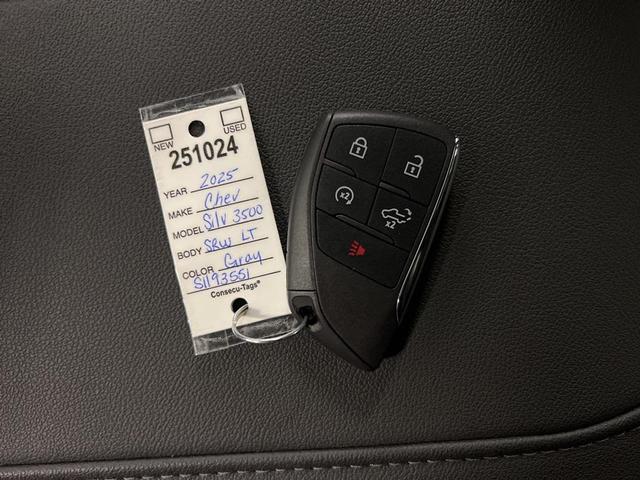 NEW USED
251024
YEAR 2025
MAKE Chev
MODEL Silv 3500
BODY SRW LT
COLOR Gray
S1193551
Consecu-Tags®
x2
x2